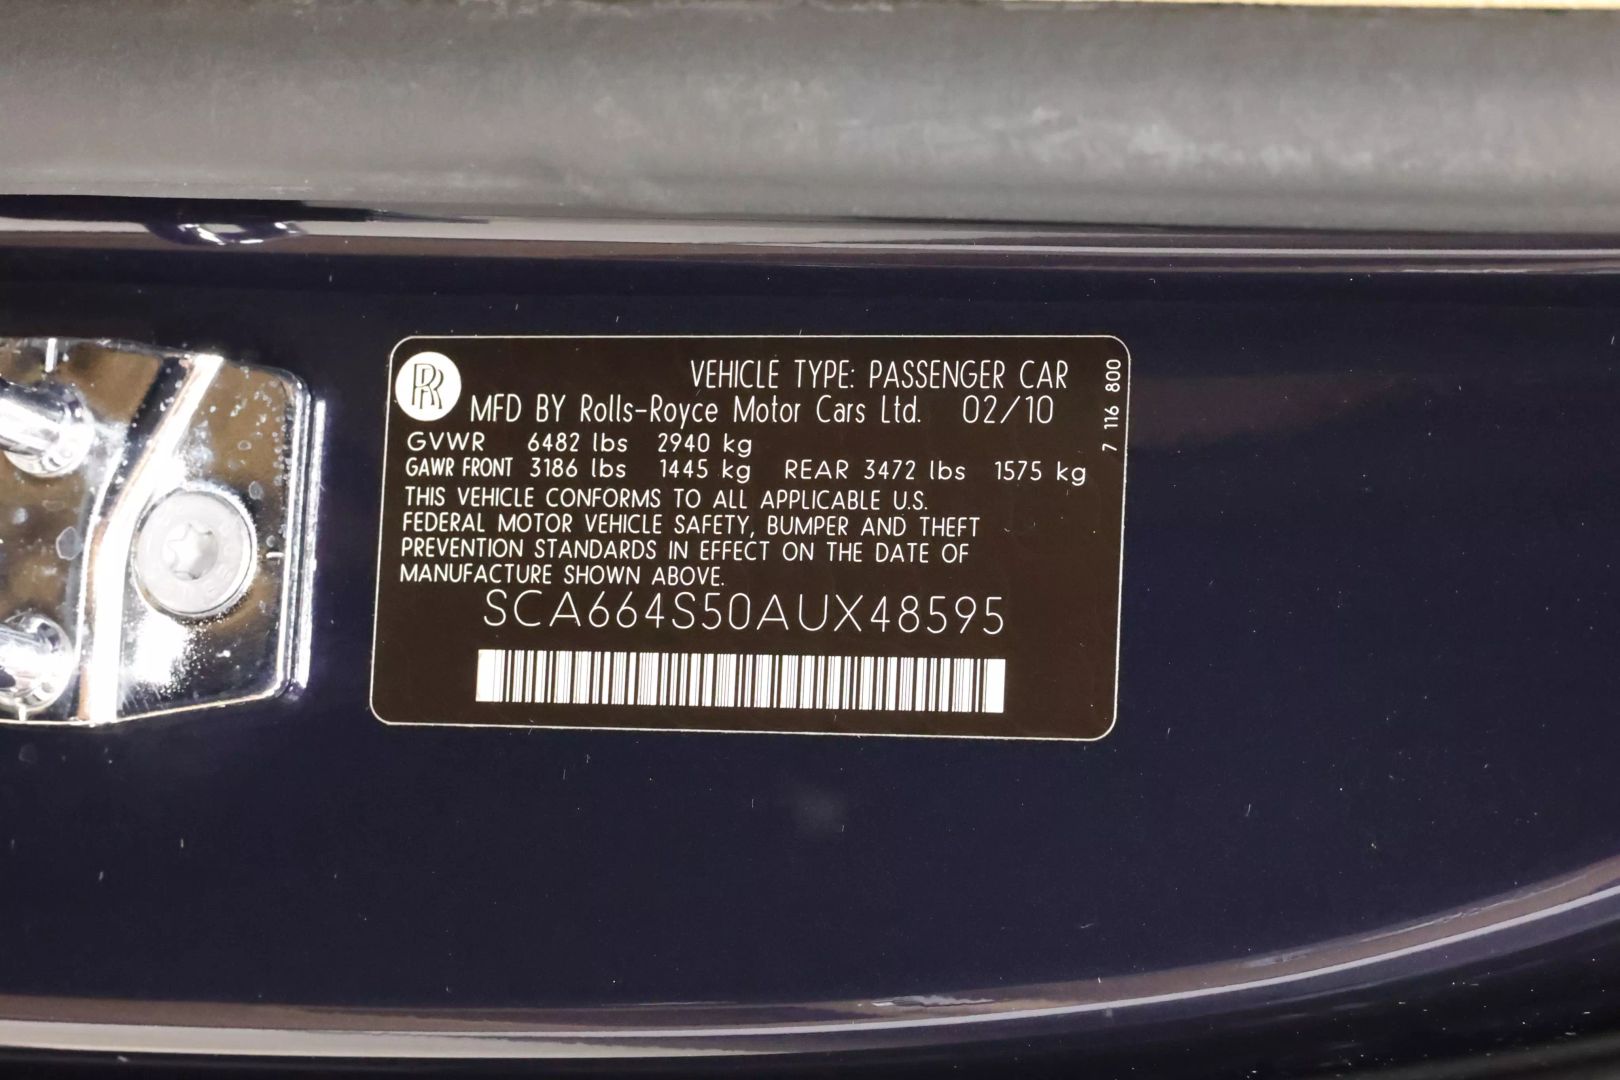 RR
VEHICLE TYPE: PASSENGER CAR
MFD BY Rolls-Royce Motor Cars Ltd. 02/10
GVWR 6482 lbs 2940 kg
GAWR FRONT 3186 lbs 1445 kg REAR 3472 lbs 1575 kg
THIS VEHICLE CONFORMS TO ALL APPLICABLE U.S.
FEDERAL MOTOR VEHICLE SAFETY, BUMPER AND THEFT
PREVENTION STANDARDS IN EFFECT ON THE DATE OF
MANUFACTURE SHOWN ABOVE.
SCA664S50AUX48595
7 116 800